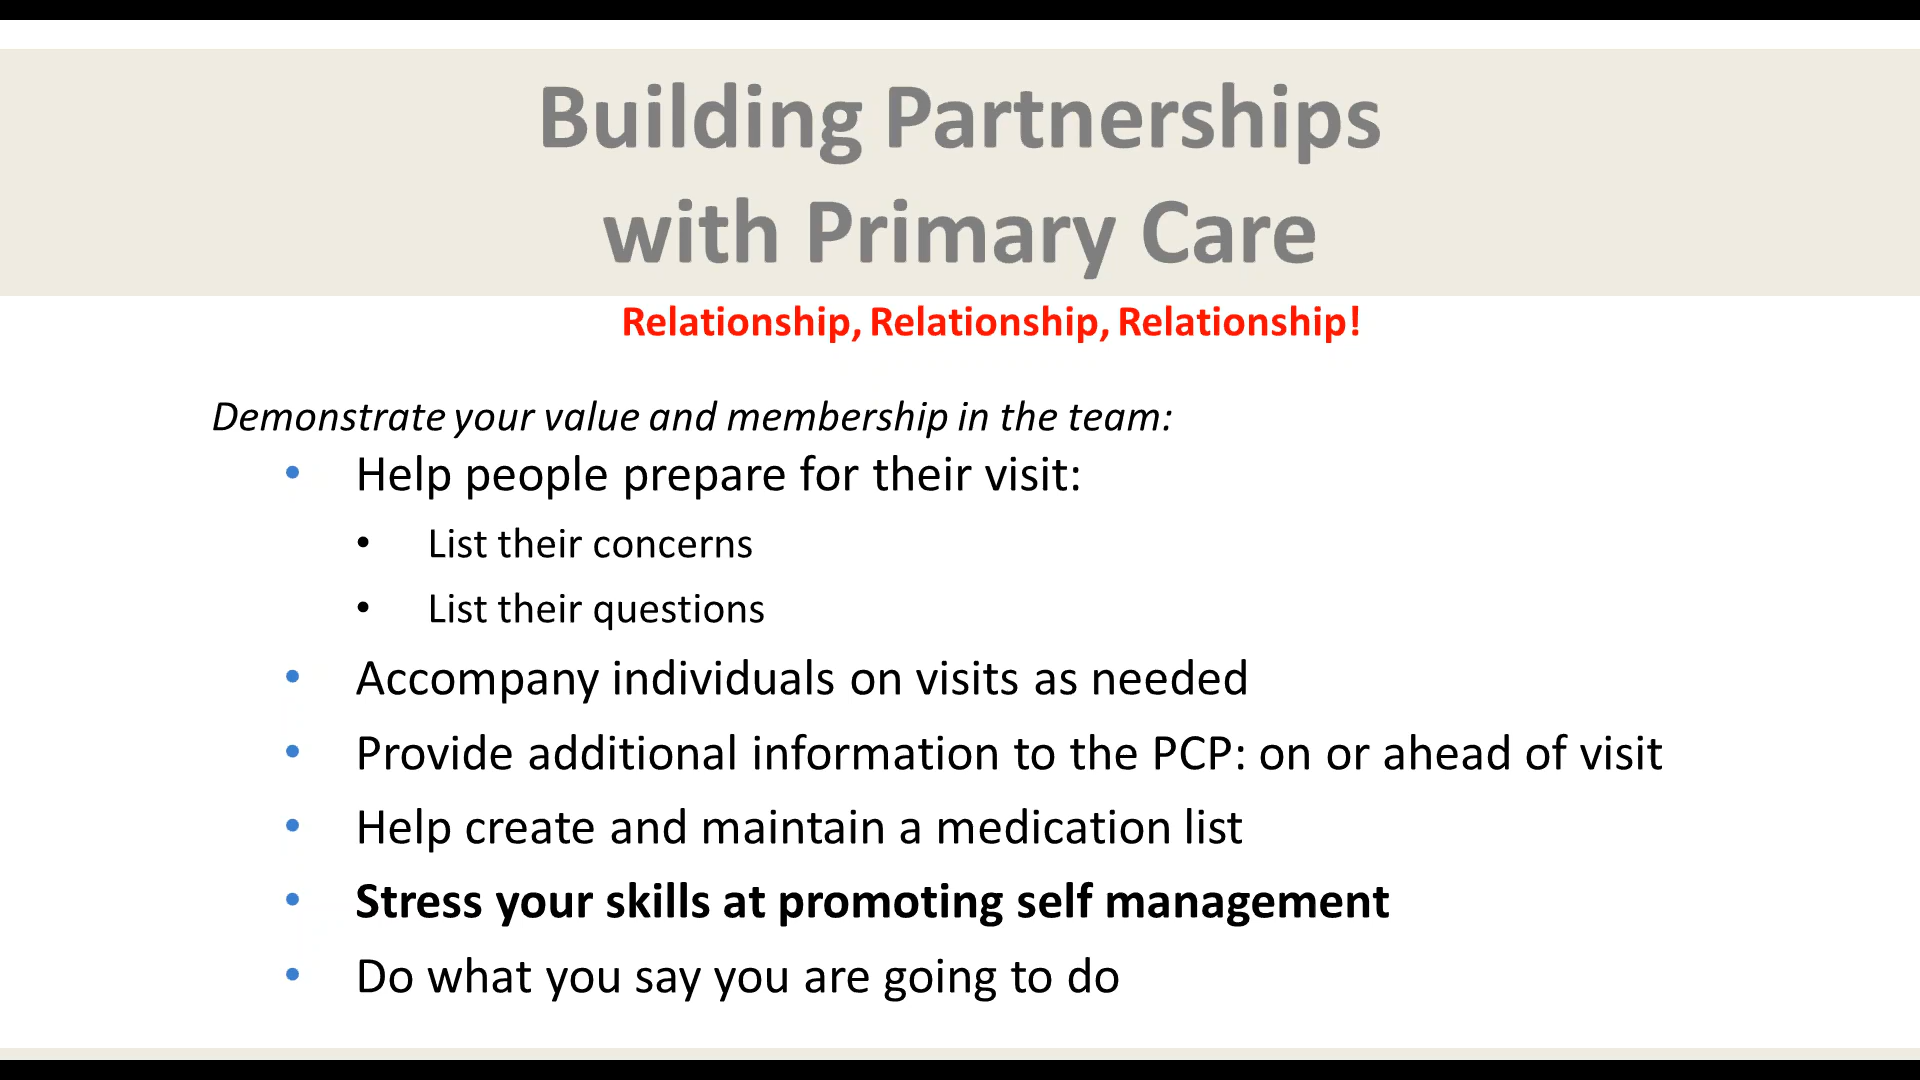 Building Partnerships
with Primary Care
Relationship, Relationship, Relationship!
Demonstrate your value and membership in the team:
• Help people prepare for their visit:
• List their concerns
• List their questions
• Accompany individuals on visits as needed
• Provide additional information to the PCP: on or ahead of visit
• Help create and maintain a medication list
• Stress your skills at promoting self management
• Do what you say you are going to do